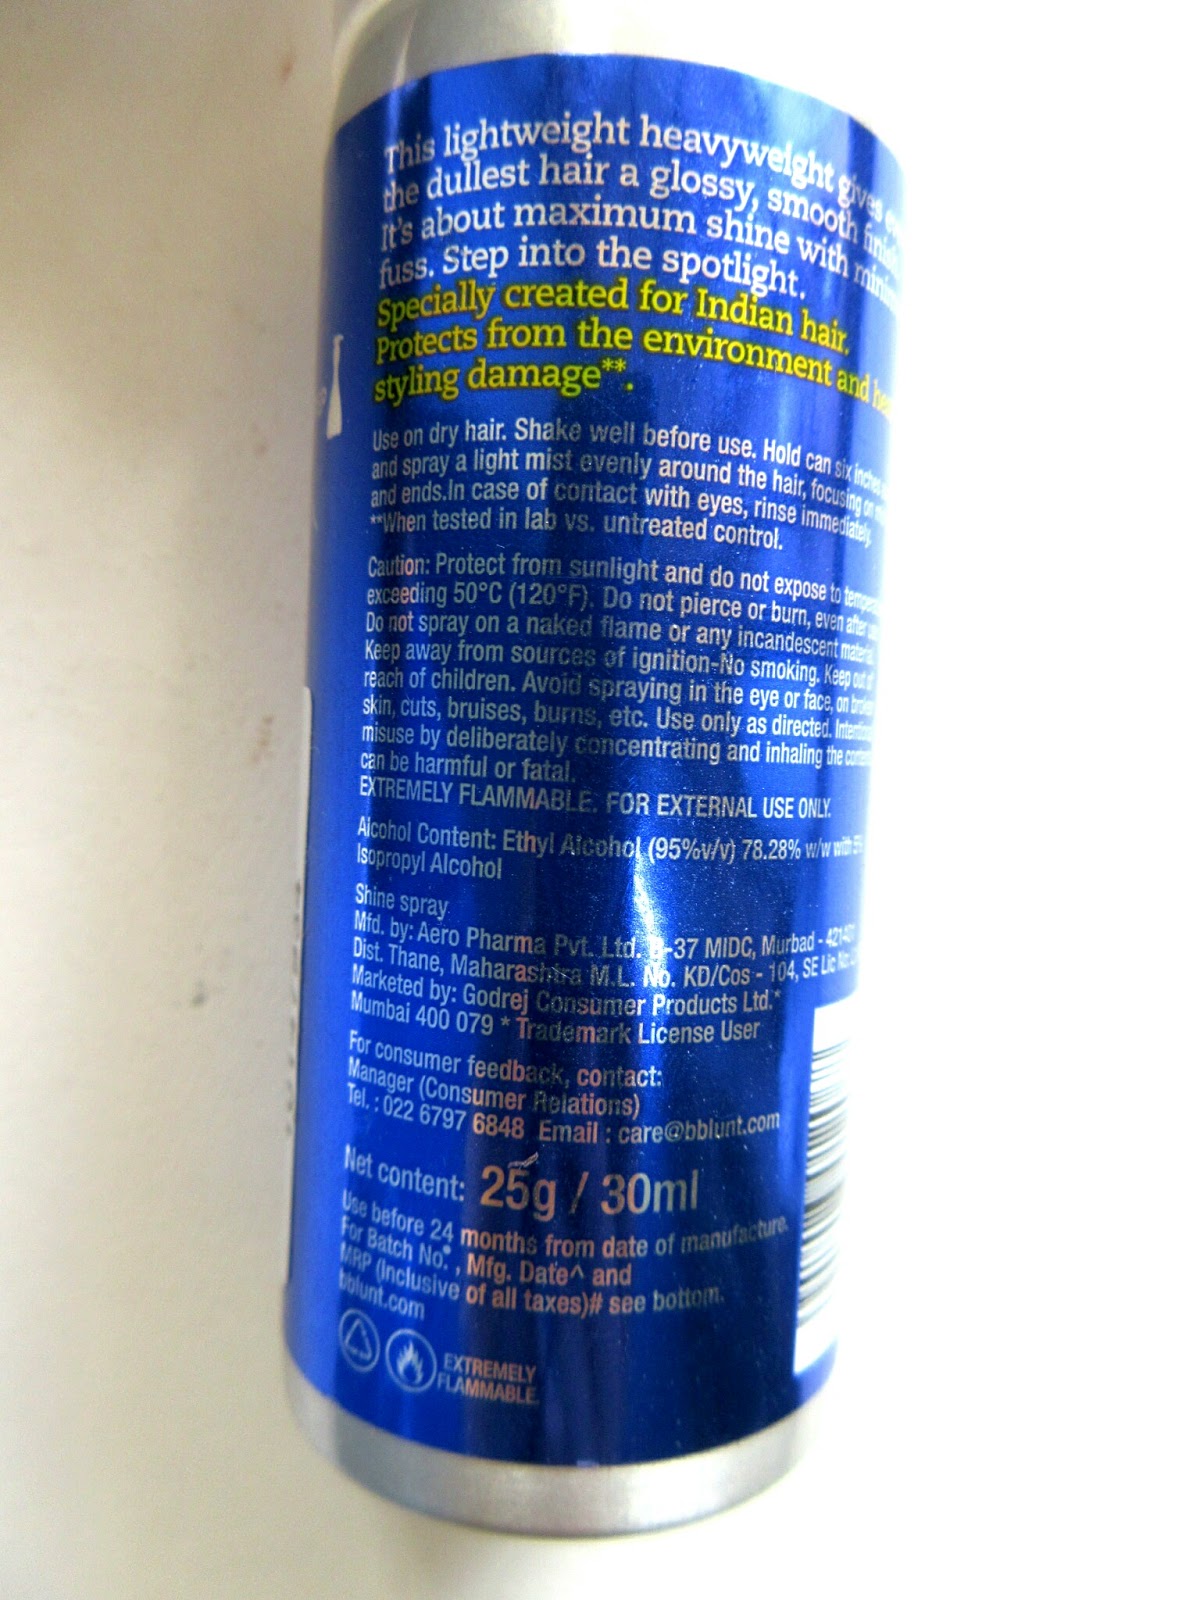 This lightweight heavyweight gives
the dullest hair a glossy, smooth finish.
It's about maximum shine with
fuss. Step into the spotlight.
Specially created for Indian hair.
Protects from the environment and
styling damage**.
Use on dry hair. Shake well before use. Hold can six inches
and spray a light mist evenly around the hair, focusing on
and ends.In case of contact with eyes, rinse immediately.
**When tested in lab vs. untreated control.
Caution: Protect from sunlight and do not expose to
exceeding 50°C (120°F). Do not pierce or burn, even after
Do not spray on a naked flame or any incandescent material.
Keep away from sources of ignition-No smoking. Keep out of
reach of children. Avoid spraying in the eye or face, on broken
skin, cuts, bruises, burns, etc. Use only as directed.
misuse by deliberately concentrating and inhaling the
can be harmful or fatal.
EXTREMELY FLAMMABLE. FOR EXTERNAL USE ONLY.
Alcohol Content: Ethyl Alcohol (95%v/v) 78.28% w/w with 5%
Isopropyl Alcohol
Shine spray
Mfd. by: Aero Pharma Pvt. Ltd. B-37 MIDC, Murbad -
Dist. Thane, Maharashtra M.L. No. KD/Cos - 104, SE Lic No:
Marketed by: Godrej Consumer Products Ltd.*
Mumbai 400 079 * Trademark License User
For consumer feedback, contact:
Manager (Consumer Relations)
Tel. : 022 6797 6848 Email : care@bblunt.com
Net content: 25g / 30ml
Use before 24 months from date of manufacture.
For Batch No*, Mfg. Date^ and
MRP (inclusive of all taxes)# see bottom.
bblunt.com
EXTREMELY
FLAMMABLE